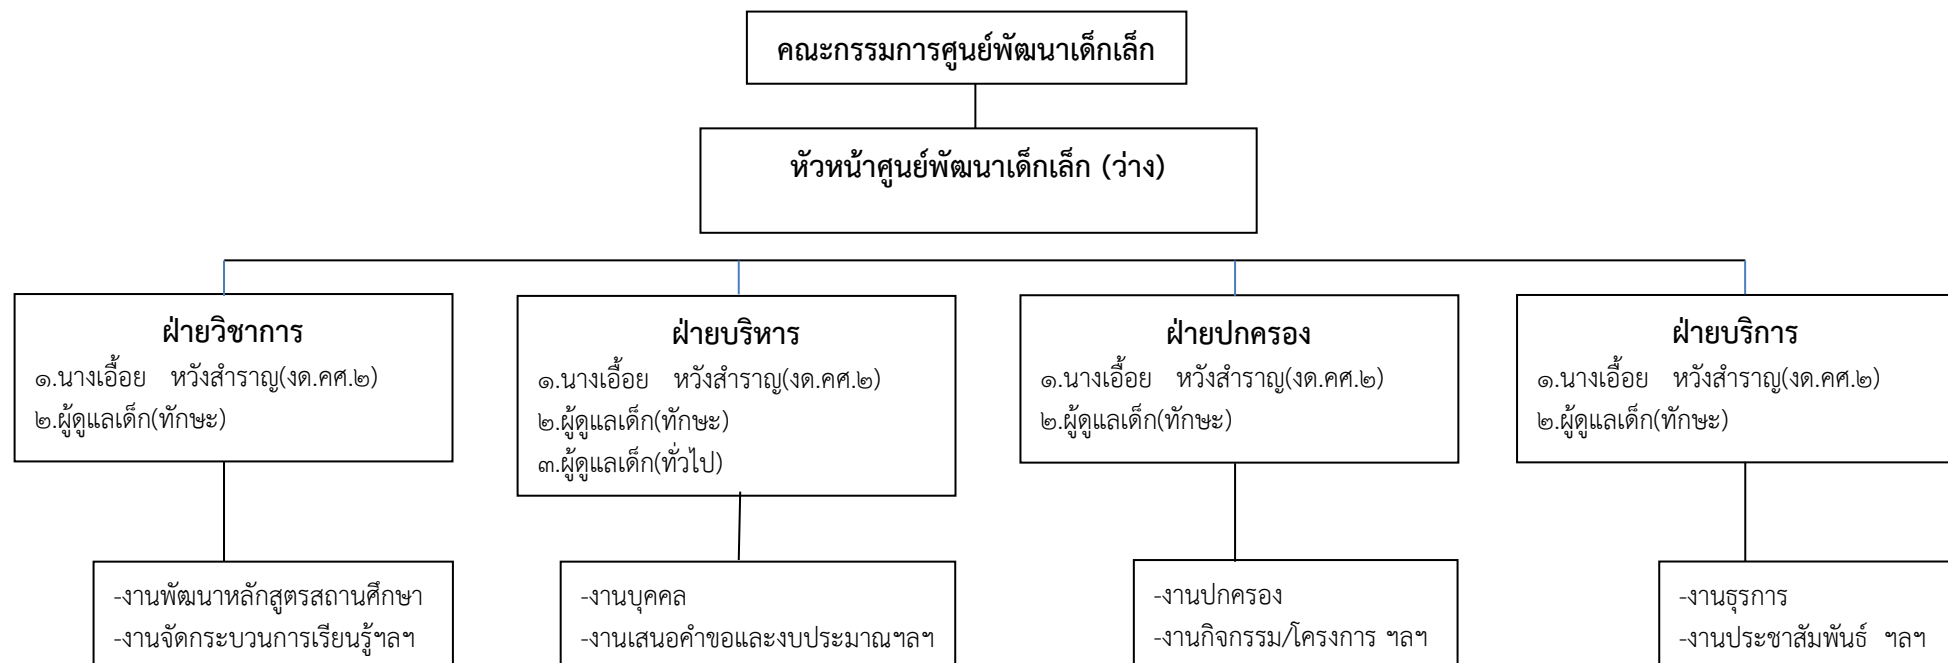 คณะกรรมการศูนย์พัฒนาเด็กเล็ก
หัวหน้าศูนย์พัฒนาเด็กเล็ก (ว่าง)
ฝ่ายวิชาการ
๑.นางเอื้อย หวังสำราญ(งด.คศ.๒)
๒.ผู้ดูแลเด็ก(ทักษะ)
ฝ่ายบริหาร
๑.นางเอื้อย หวังสำราญ(งด.คศ.๒)
๒.ผู้ดูแลเด็ก(ทักษะ)
๓.ผู้ดูแลเด็ก(ทั่วไป)
ฝ่ายปกครอง
๑.นางเอื้อย หวังสำราญ(งด.คศ.๒)
๒.ผู้ดูแลเด็ก(ทักษะ)
ฝ่ายบริการ
๑.นางเอื้อย หวังสำราญ(งด.คศ.๒)
๒.ผู้ดูแลเด็ก(ทักษะ)
-งานพัฒนาหลักสูตรสถานศึกษา
-งานจัดกระบวนการเรียนรู้ฯลฯ
-งานบุคคล
-งานเสนอคำขอและงบประมาณฯลฯ
-งานปกครอง
-งานกิจกรรม/โครงการ ฯลฯ
-งานธุรการ
-งานประชาสัมพันธ์ ฯลฯ